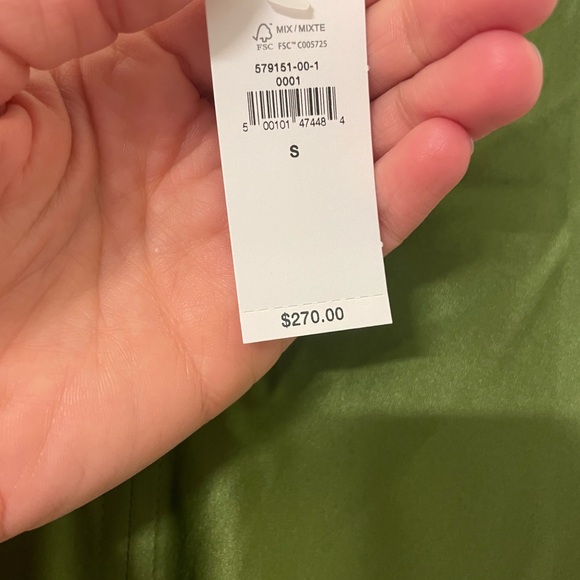 MIX/MIXTE
FSC FSC™ C005725
579151-00-1
0001
5 00101 47448 4
S
$270.00